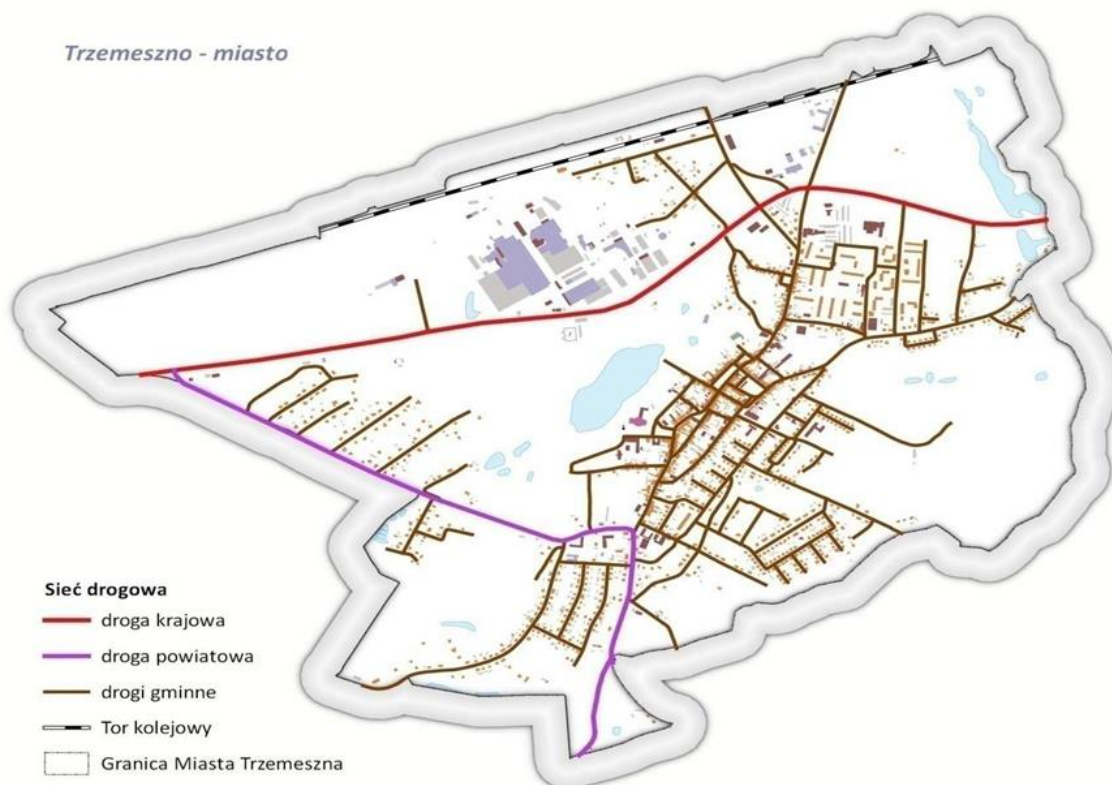 Trzemeszno - miasto
Sieć drogowa
droga krajowa
droga powiatowa
drogi gminne
Tor kolejowy
Granica Miasta Trzemeszna